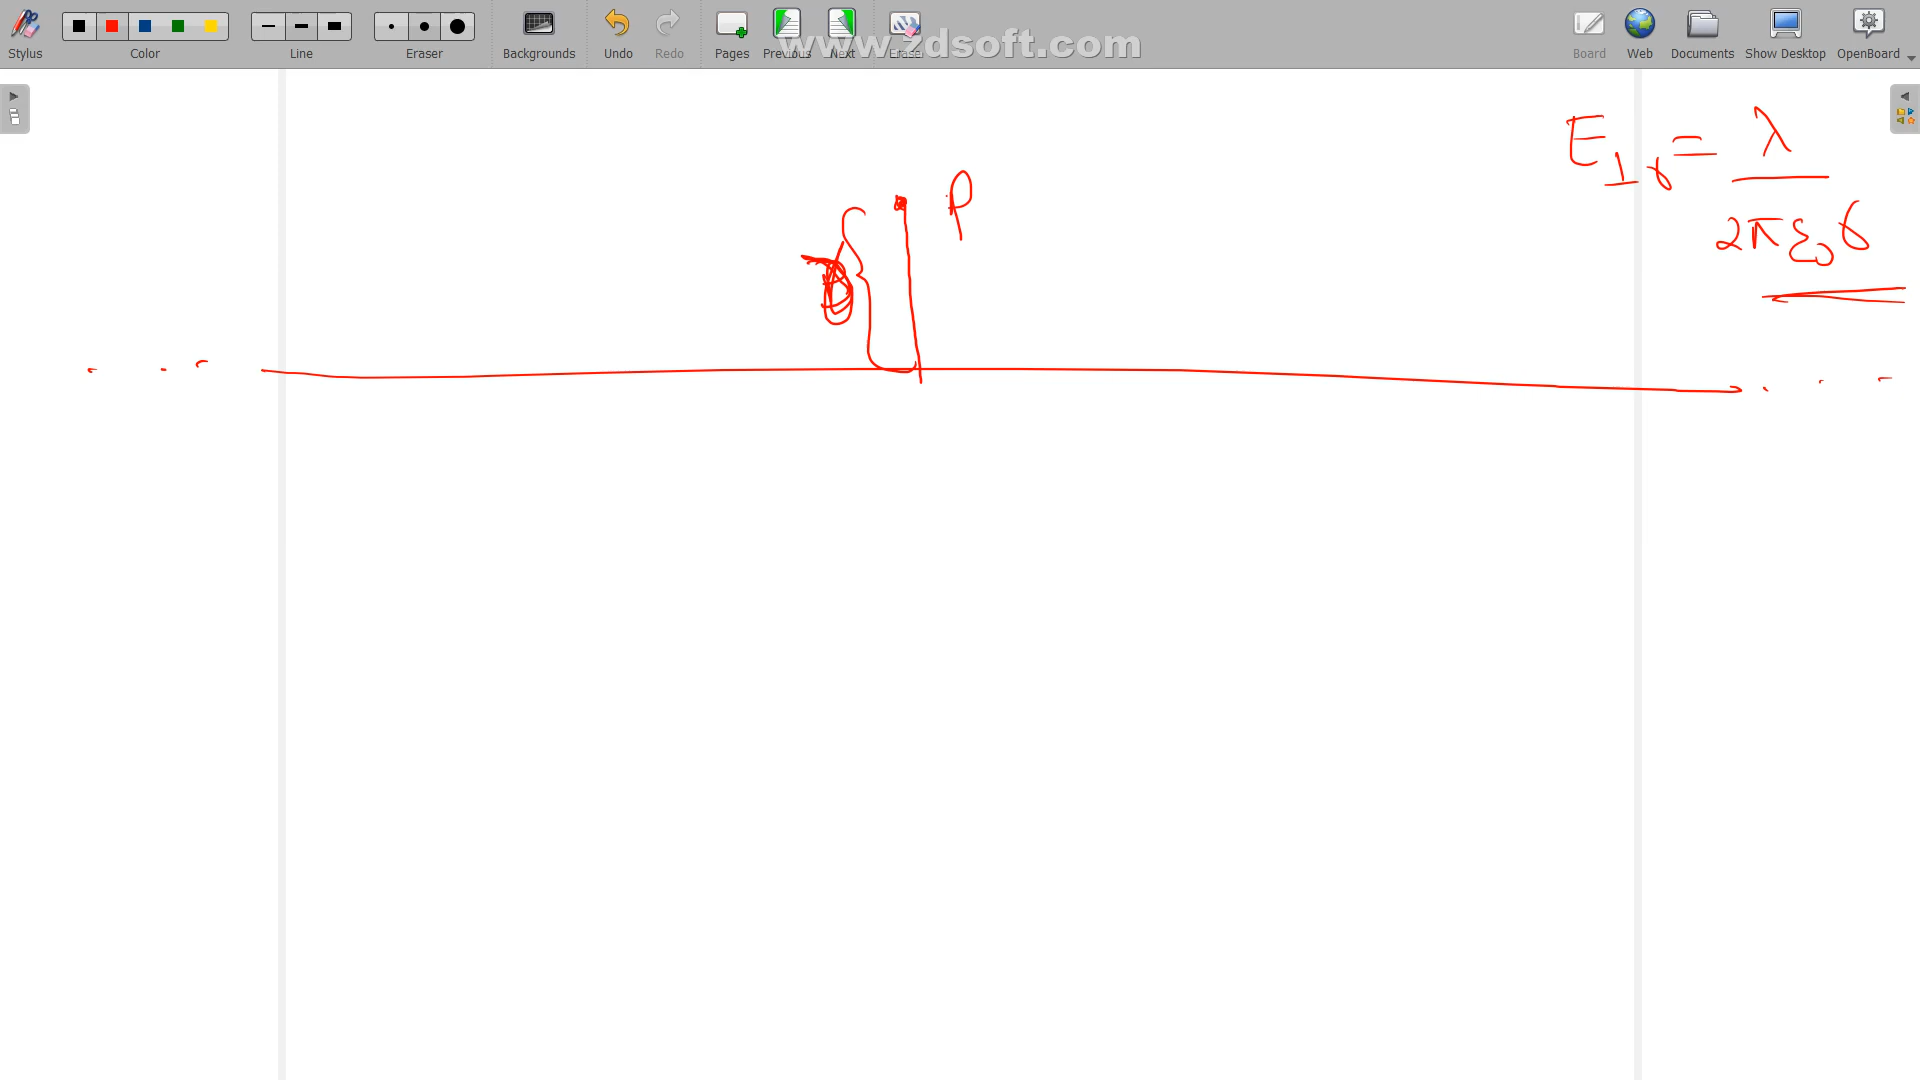 Stylus Color Line Eraser Backgrounds Undo Redo Pages Previous Next Erase Board Web Documents Show Desktop OpenBoard
www.zdsoft.com
P
E⊥r = λ
2πε₀r